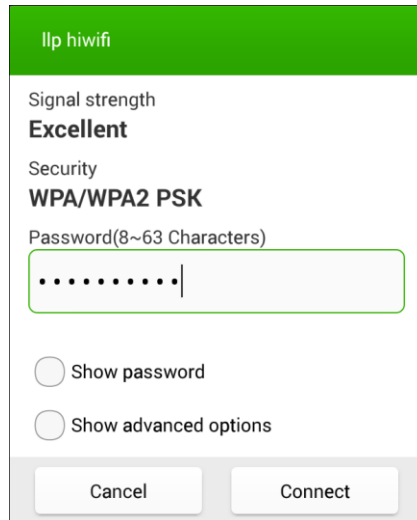 llp hiwifi
Signal strength
Excellent
Security
WPA/WPA2 PSK
Password(8~63 Characters)
••••••••••
Show password
Show advanced options
Cancel
Connect